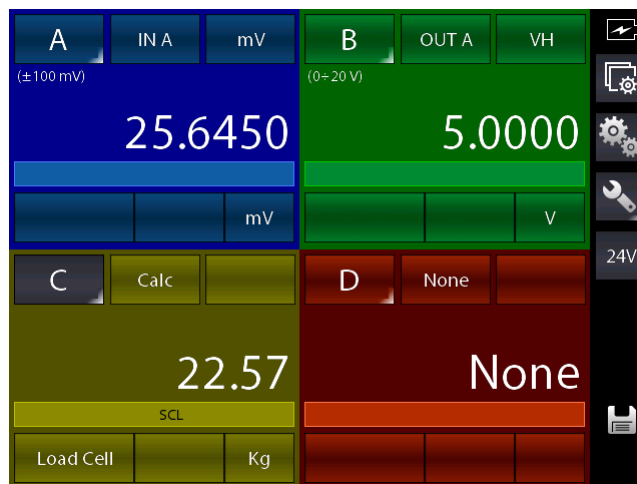 A IN A mV
(±100 mV)
25.6450
mV
B OUT A VH
(0÷20 V)
5.0000
V
C Calc
22.57
SCL
Load Cell Kg
D None
None
24V